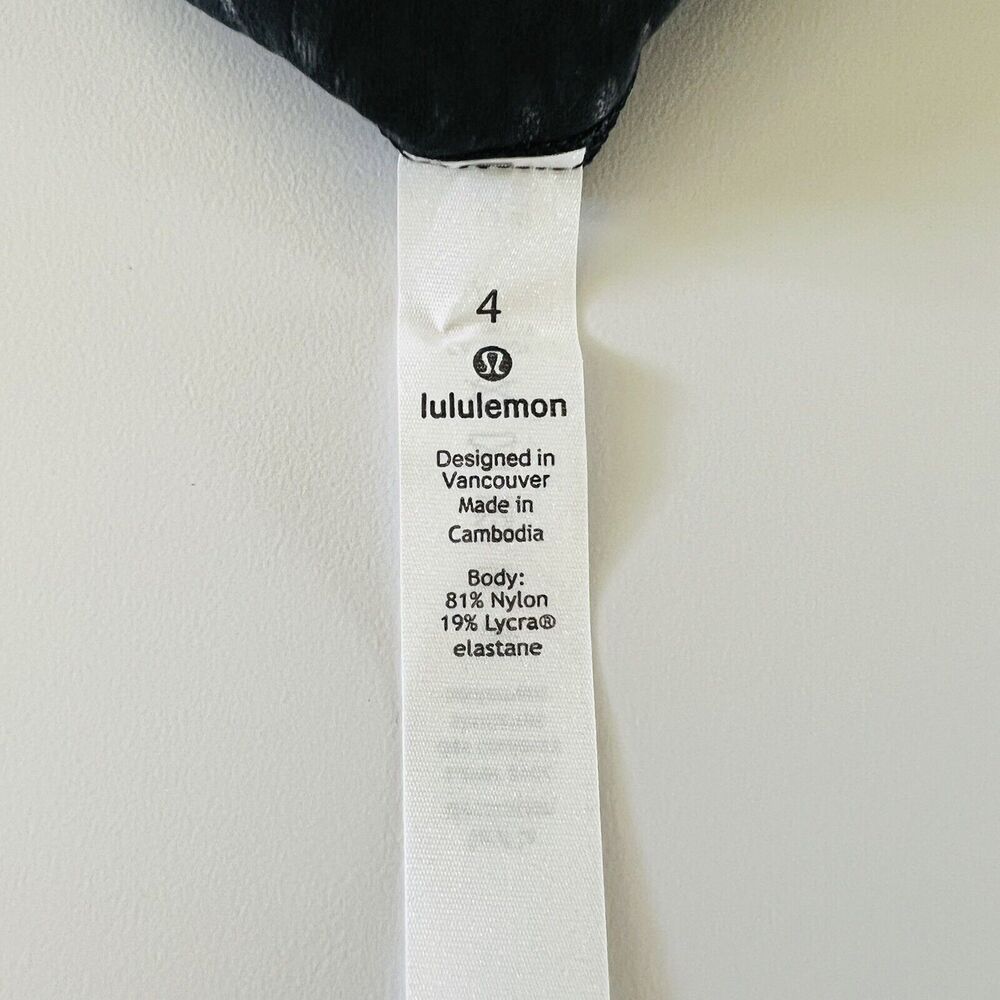 4
lululemon
Designed in
Vancouver
Made in
Cambodia
Body:
81% Nylon
19% Lycra®
elastane